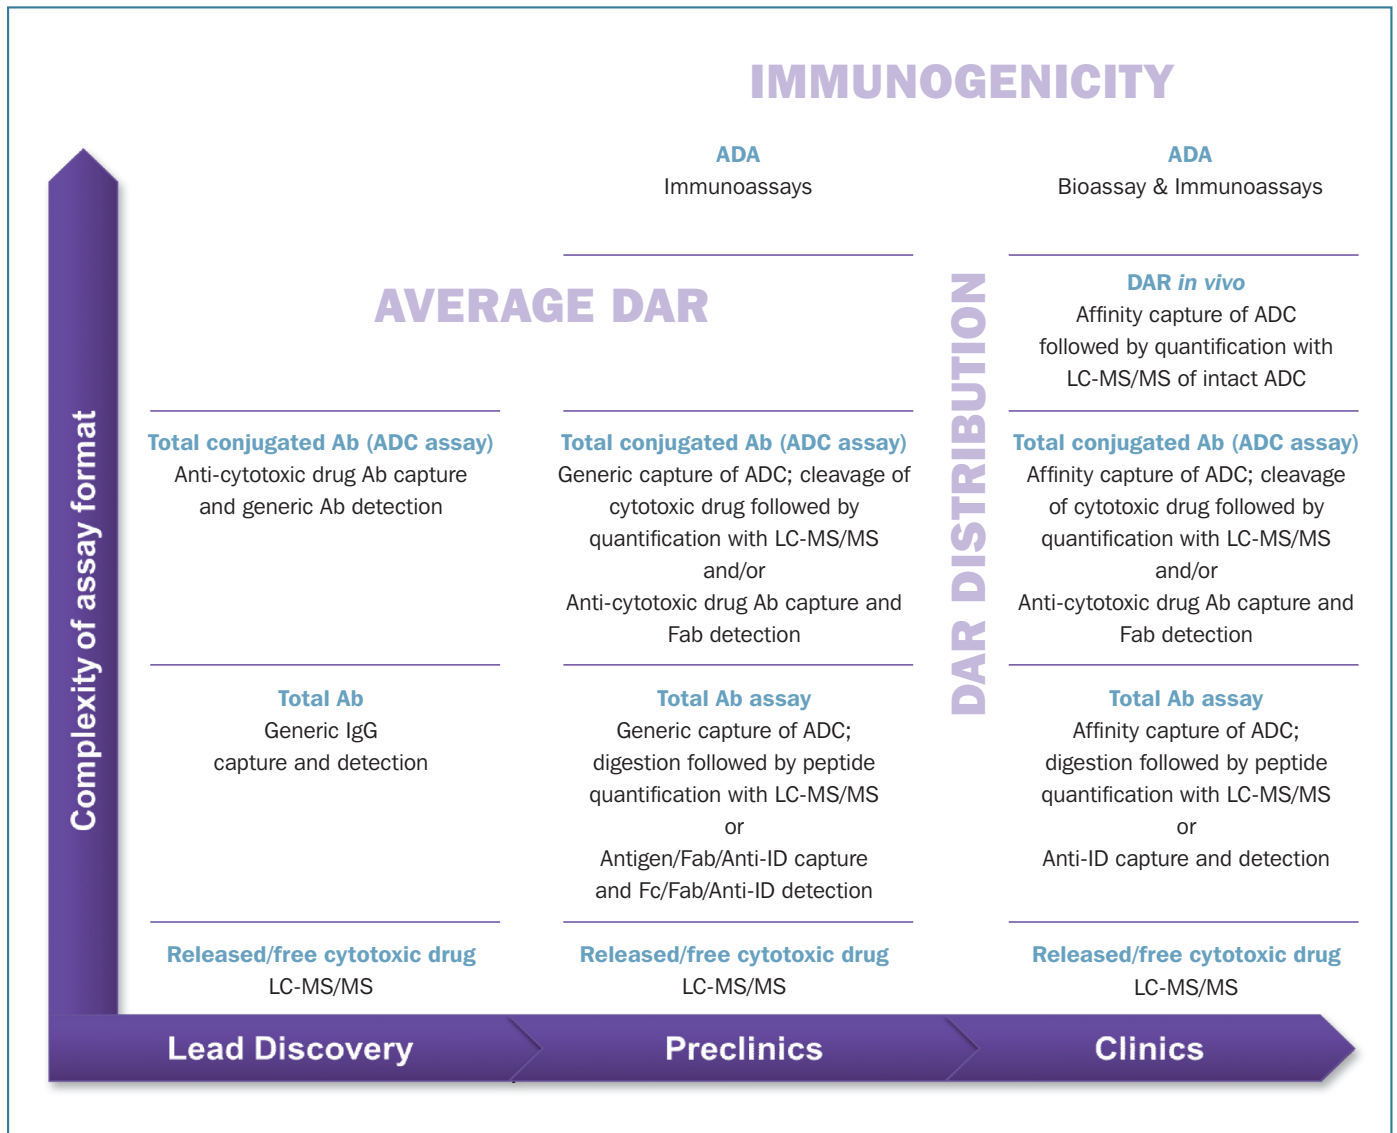 IMMUNOGENICITY
ADA
Immunoassays
ADA
Bioassay & Immunoassays
AVERAGE DAR
DAR DISTRIBUTION
DAR in vivo
Affinity capture of ADC
followed by quantification with
LC-MS/MS of intact ADC
Complexity of assay format
Total conjugated Ab (ADC assay)
Anti-cytotoxic drug Ab capture
and generic Ab detection
Total conjugated Ab (ADC assay)
Generic capture of ADC; cleavage of
cytotoxic drug followed by
quantification with LC-MS/MS
and/or
Anti-cytotoxic drug Ab capture and
Fab detection
Total conjugated Ab (ADC assay)
Affinity capture of ADC; cleavage
of cytotoxic drug followed by
quantification with LC-MS/MS
and/or
Anti-cytotoxic drug Ab capture and
Fab detection
Total Ab
Generic IgG
capture and detection
Total Ab assay
Generic capture of ADC;
digestion followed by peptide
quantification with LC-MS/MS
or
Antigen/Fab/Anti-ID capture
and Fc/Fab/Anti-ID detection
Total Ab assay
Affinity capture of ADC;
digestion followed by peptide
quantification with LC-MS/MS
or
Anti-ID capture and detection
Released/free cytotoxic drug
LC-MS/MS
Released/free cytotoxic drug
LC-MS/MS
Released/free cytotoxic drug
LC-MS/MS
Lead Discovery
Preclinics
Clinics